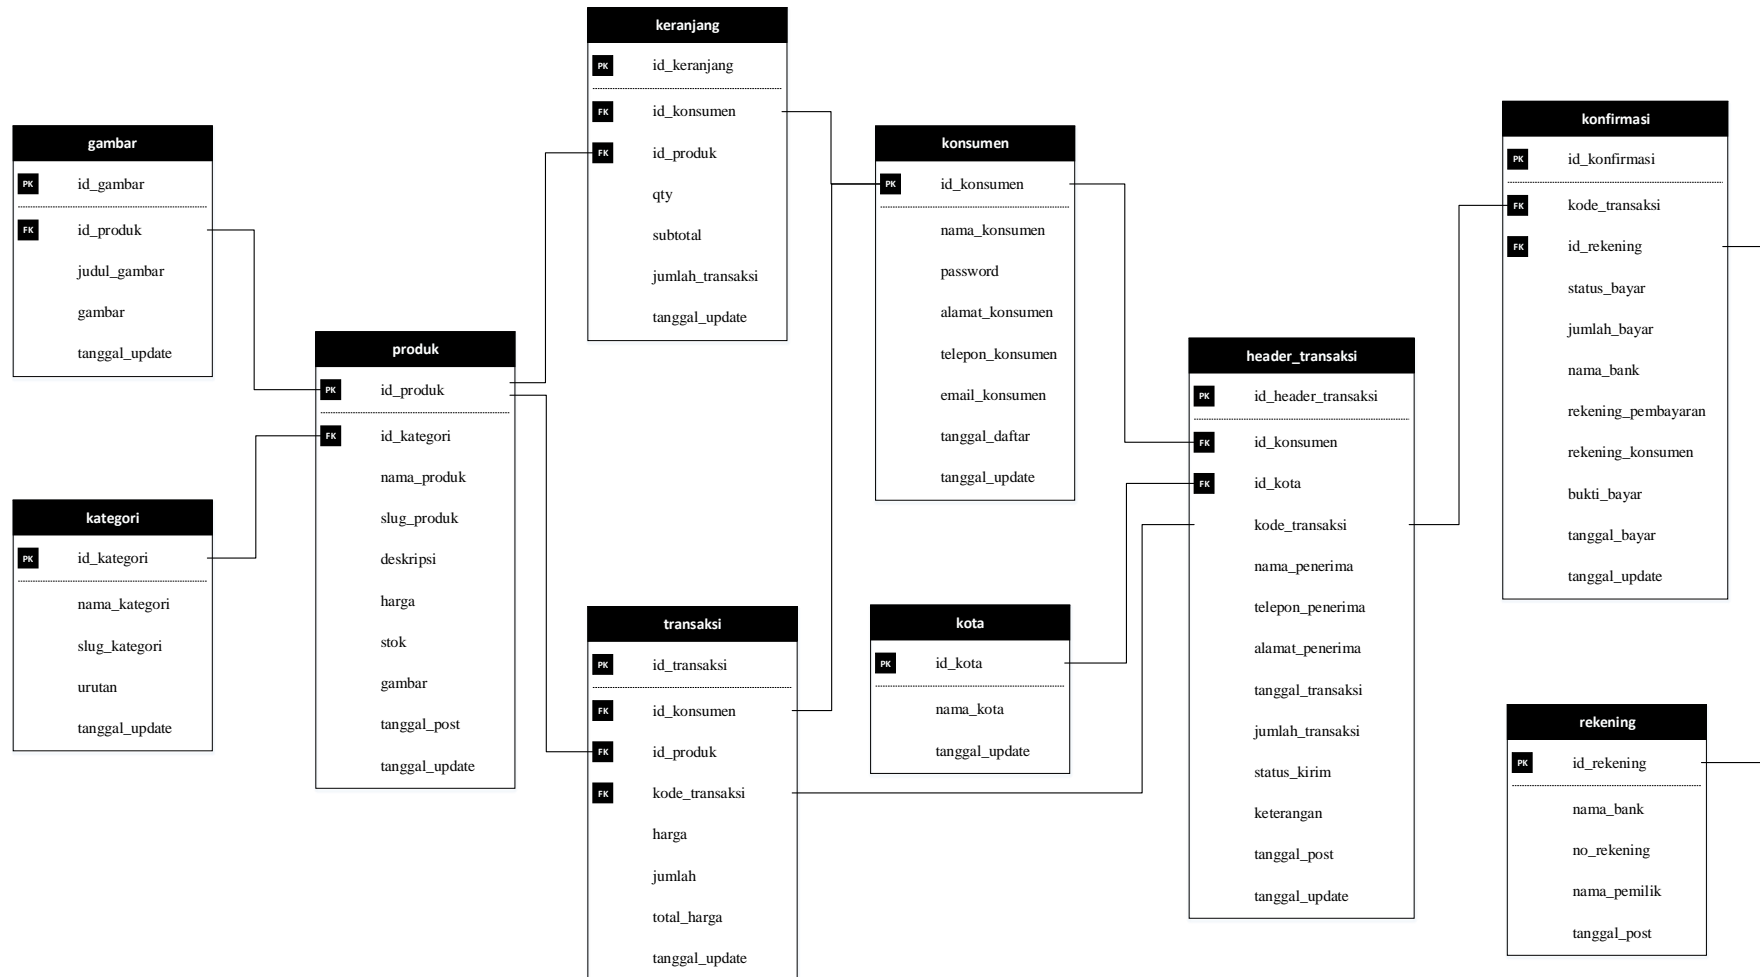 keranjang
PK id_keranjang
FK id_konsumen
FK id_produk
qty
subtotal
jumlah_transaksi
tanggal_update
gambar
PK id_gambar
FK id_produk
judul_gambar
gambar
tanggal_update
konsumen
PK id_konsumen
nama_konsumen
password
alamat_konsumen
telepon_konsumen
email_konsumen
tanggal_daftar
tanggal_update
konfirmasi
PK id_konfirmasi
FK kode_transaksi
FK id_rekening
status_bayar
jumlah_bayar
nama_bank
rekening_pembayaran
rekening_konsumen
bukti_bayar
tanggal_bayar
tanggal_update
produk
PK id_produk
FK id_kategori
nama_produk
slug_produk
deskripsi
harga
stok
gambar
tanggal_post
tanggal_update
header_transaksi
PK id_header_transaksi
FK id_konsumen
FK id_kota
kode_transaksi
nama_penerima
telepon_penerima
alamat_penerima
tanggal_transaksi
jumlah_transaksi
status_kirim
keterangan
tanggal_post
tanggal_update
kategori
PK id_kategori
nama_kategori
slug_kategori
urutan
tanggal_update
transaksi
PK id_transaksi
FK id_konsumen
FK id_produk
FK kode_transaksi
harga
jumlah
total_harga
tanggal_update
kota
PK id_kota
nama_kota
tanggal_update
rekening
PK id_rekening
nama_bank
no_rekening
nama_pemilik
tanggal_post